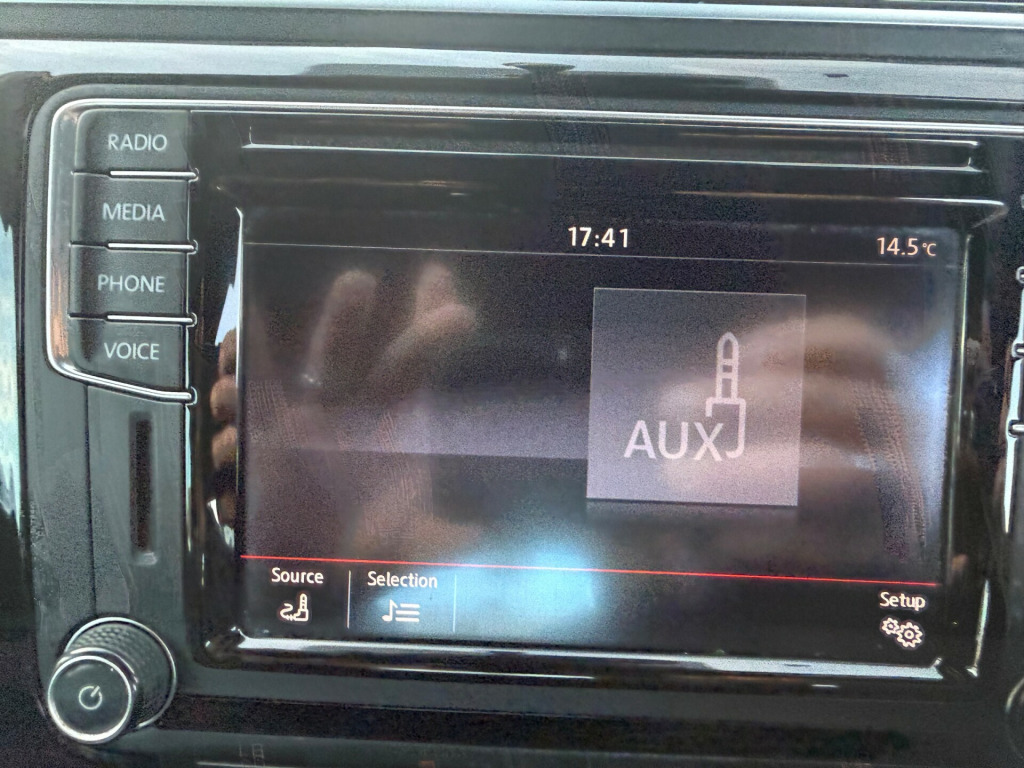 RADIO
MEDIA
PHONE
VOICE
17:41
14.5°C
AUX
Source
Selection
Setup